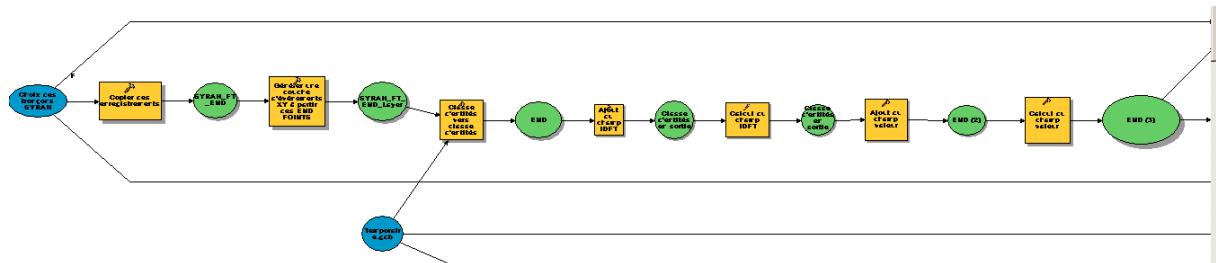 Choix des
tronçons
SYRAH
P
Copier des
enregistrements
SYRAH_FT
_END
Générer une
couche
d'événements
XY à partir
des END
POINTS
SYRAH_FT_
END_Layer
Classe
d'entités
vers
classe
d'entités
END
Ajout
du
champ
IDFT
Classe
d'entités
en sortie
Calcul du
champ
IDFT
Classe
d'entités
en sortie
Ajout du
champ
valeur
END (2)
Calcul du
champ
valeur
END (3)
Temporair
e.gdb